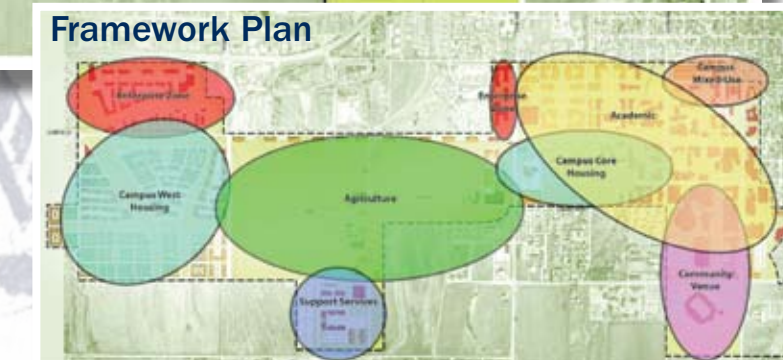 Framework Plan
Enterprise Zone
Campus West
Housing
Agriculture
Support Services
Enterprise
Zone
Academic
Campus
Mixed-Use
Campus Core
Housing
Community
Venue